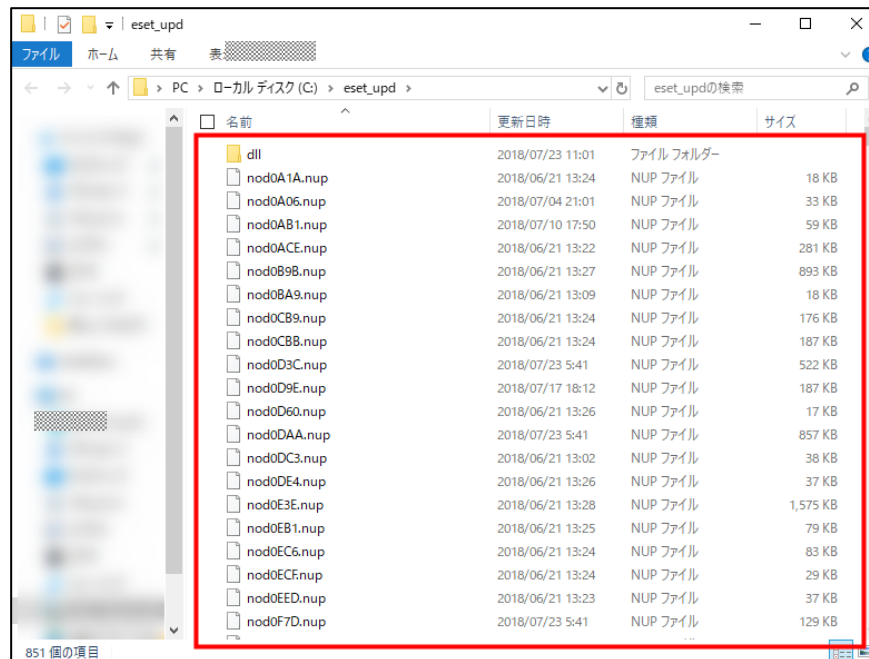 eset_upd
ファイル ホーム 共有 表
PC > ローカル ディスク (C:) > eset_upd > eset_updの検索
名前 更新日時 種類 サイズ
dll 2018/07/23 11:01 ファイル フォルダー
nod0A1A.nup 2018/06/21 13:24 NUP ファイル 18 KB
nod0A06.nup 2018/07/04 21:01 NUP ファイル 33 KB
nod0AB1.nup 2018/07/10 17:50 NUP ファイル 59 KB
nod0ACE.nup 2018/06/21 13:22 NUP ファイル 281 KB
nod0B9B.nup 2018/06/21 13:27 NUP ファイル 893 KB
nod0BA9.nup 2018/06/21 13:09 NUP ファイル 18 KB
nod0CB9.nup 2018/06/21 13:24 NUP ファイル 176 KB
nod0CBB.nup 2018/06/21 13:24 NUP ファイル 187 KB
nod0D3C.nup 2018/07/23 5:41 NUP ファイル 522 KB
nod0D9E.nup 2018/07/17 18:12 NUP ファイル 187 KB
nod0D60.nup 2018/06/21 13:26 NUP ファイル 17 KB
nod0DAA.nup 2018/07/23 5:41 NUP ファイル 857 KB
nod0DC3.nup 2018/06/21 13:02 NUP ファイル 38 KB
nod0DE4.nup 2018/06/21 13:26 NUP ファイル 37 KB
nod0E3E.nup 2018/06/21 13:28 NUP ファイル 1,575 KB
nod0EB1.nup 2018/06/21 13:25 NUP ファイル 79 KB
nod0EC6.nup 2018/06/21 13:24 NUP ファイル 83 KB
nod0ECF.nup 2018/06/21 13:24 NUP ファイル 29 KB
nod0EED.nup 2018/06/21 13:23 NUP ファイル 37 KB
nod0F7D.nup 2018/07/23 5:41 NUP ファイル 129 KB
851 個の項目